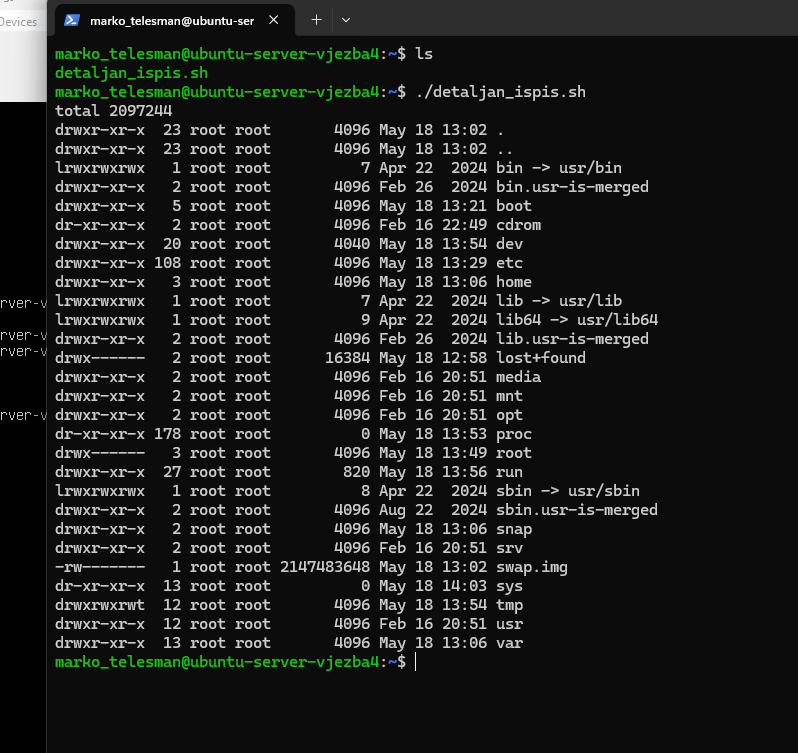 Devices
marko_telesman@ubuntu-ser
marko_telesman@ubuntu-server-vjezba4:~$ ls
detaljan_ispis.sh
marko_telesman@ubuntu-server-vjezba4:~$ ./detaljan_ispis.sh
total 2097244
drwxr-xr-x  23 root root       4096 May 18 13:02 .
drwxr-xr-x  23 root root       4096 May 18 13:02 ..
lrwxrwxrwx   1 root root          7 Apr 22  2024 bin -> usr/bin
drwxr-xr-x   2 root root       4096 Feb 26  2024 bin.usr-is-merged
drwxr-xr-x   5 root root       4096 May 18 13:21 boot
dr-xr-xr-x   2 root root       4096 Feb 16 22:49 cdrom
drwxr-xr-x  20 root root       4040 May 18 13:54 dev
drwxr-xr-x 108 root root       4096 May 18 13:29 etc
drwxr-xr-x   3 root root       4096 May 18 13:06 home
lrwxrwxrwx   1 root root          7 Apr 22  2024 lib -> usr/lib
lrwxrwxrwx   1 root root          9 Apr 22  2024 lib64 -> usr/lib64
drwxr-xr-x   2 root root       4096 Feb 26  2024 lib.usr-is-merged
drwx------   2 root root      16384 May 18 12:58 lost+found
drwxr-xr-x   2 root root       4096 Feb 16 20:51 media
drwxr-xr-x   2 root root       4096 Feb 16 20:51 mnt
drwxr-xr-x   2 root root       4096 Feb 16 20:51 opt
dr-xr-xr-x 178 root root          0 May 18 13:53 proc
drwx------   3 root root       4096 May 18 13:49 root
drwxr-xr-x  27 root root        820 May 18 13:56 run
lrwxrwxrwx   1 root root          8 Apr 22  2024 sbin -> usr/sbin
drwxr-xr-x   2 root root       4096 Aug 22  2024 sbin.usr-is-merged
drwxr-xr-x   2 root root       4096 May 18 13:06 snap
drwxr-xr-x   2 root root       4096 Feb 16 20:51 srv
-rw-------   1 root root 2147483648 May 18 13:02 swap.img
dr-xr-xr-x  13 root root          0 May 18 14:03 sys
drwxrwxrwt  12 root root       4096 May 18 13:54 tmp
drwxr-xr-x  12 root root       4096 Feb 16 20:51 usr
drwxr-xr-x  13 root root       4096 May 18 13:06 var
marko_telesman@ubuntu-server-vjezba4:~$
rver-v
rver-v
rver-v
rver-v